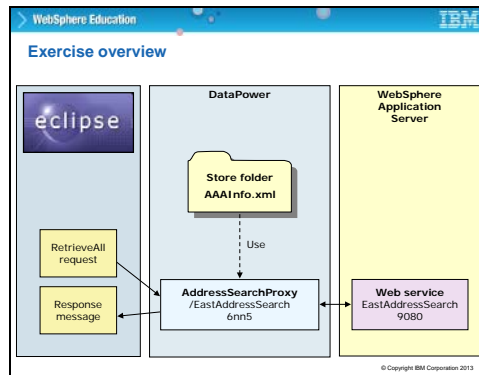 WebSphere Education
IBM
Exercise overview
eclipse
DataPower
WebSphere
Application
Server
Store folder
AAAInfo.xml
Use
RetrieveAll
request
Response
message
AddressSearchProxy
/EastAddressSearch
6nn5
Web service
EastAddressSearch
9080
© Copyright IBM Corporation 2013